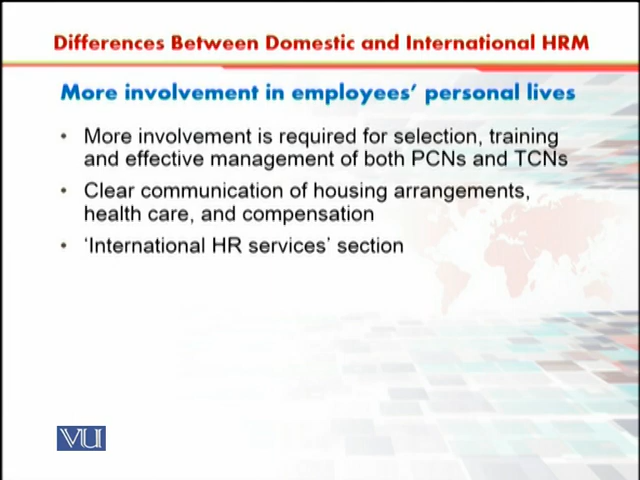 Differences Between Domestic and International HRM
More involvement in employees’ personal lives
• More involvement is required for selection, training
and effective management of both PCNs and TCNs
• Clear communication of housing arrangements,
health care, and compensation
• ‘International HR services’ section
VU